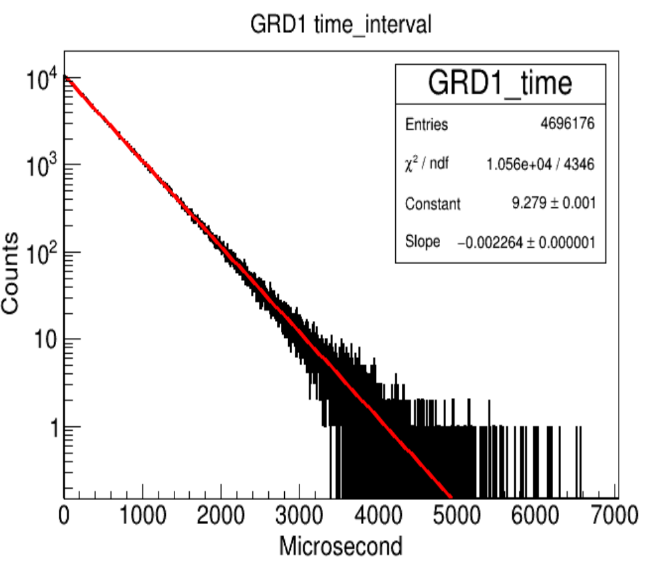 GRD1 time_interval
GRD1_time
Entries 4696176
χ² / ndf 1.056e+04 / 4346
Constant 9.279 ± 0.001
Slope −0.002264 ± 0.000001
Counts
10⁴
10³
10²
10
1
0 1000 2000 3000 4000 5000 6000 7000
Microsecond